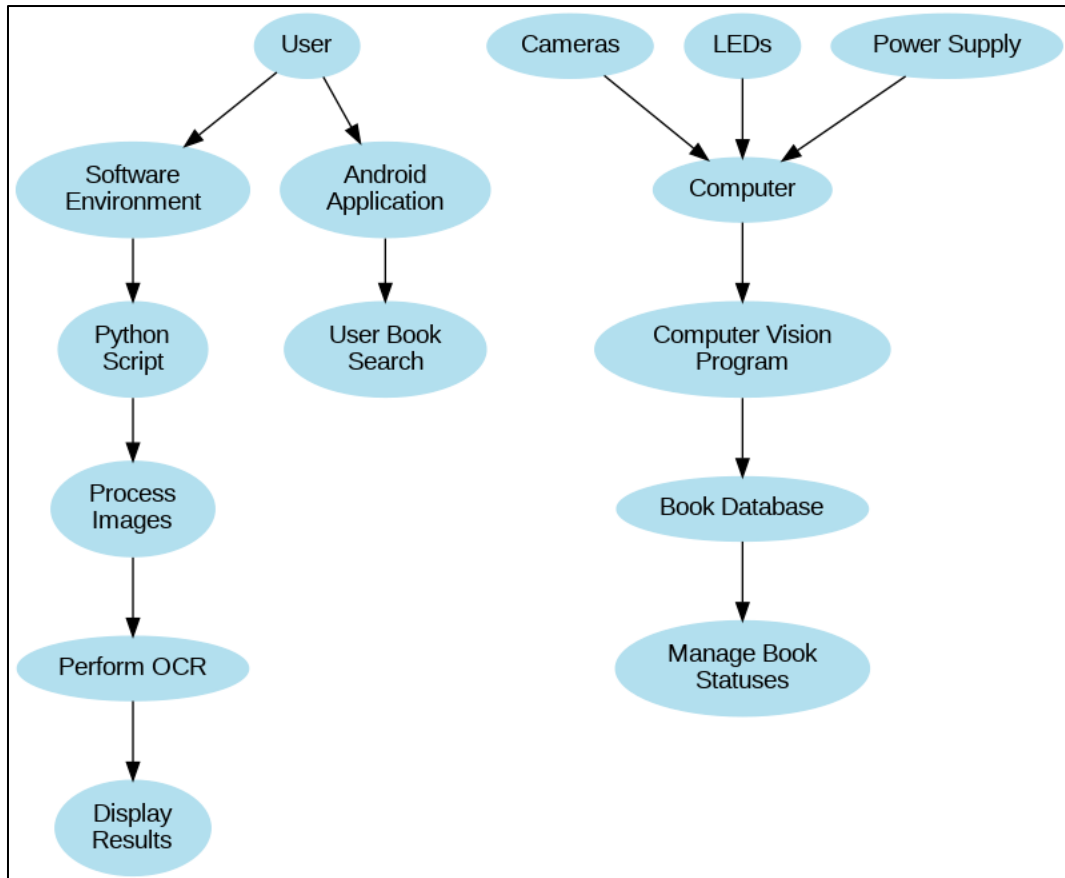 User
Cameras
LEDs
Power Supply
Software
Environment
Android
Application
Computer
Python
Script
User Book
Search
Computer Vision
Program
Process
Images
Book Database
Perform OCR
Manage Book
Statuses
Display
Results